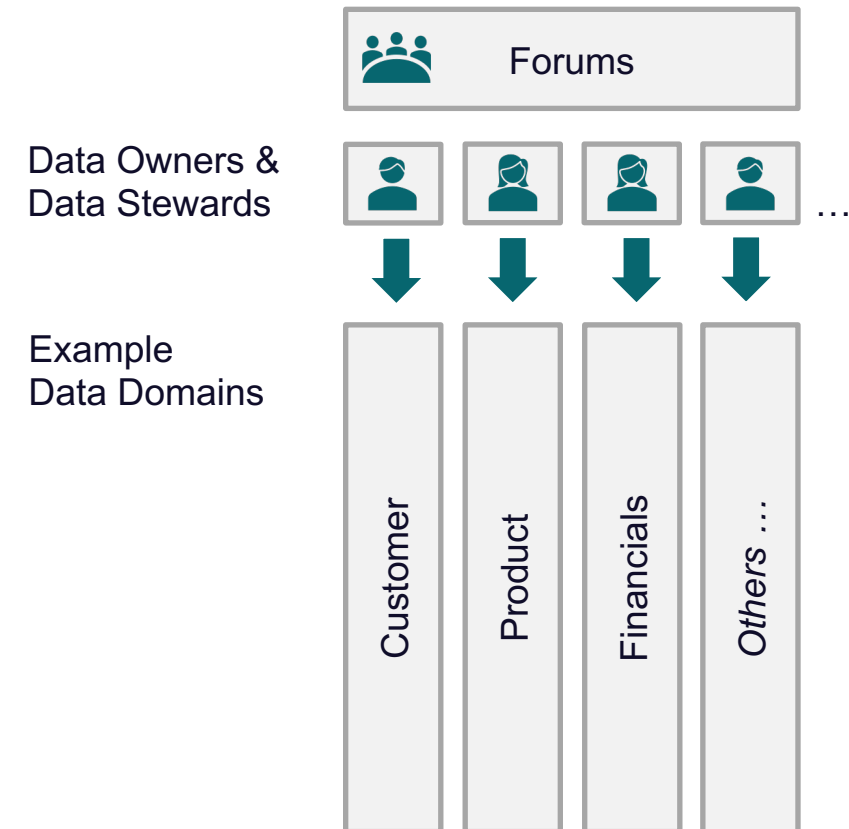 Forums
Data Owners &
Data Stewards
…
Example
Data Domains
Customer
Product
Financials
Others …